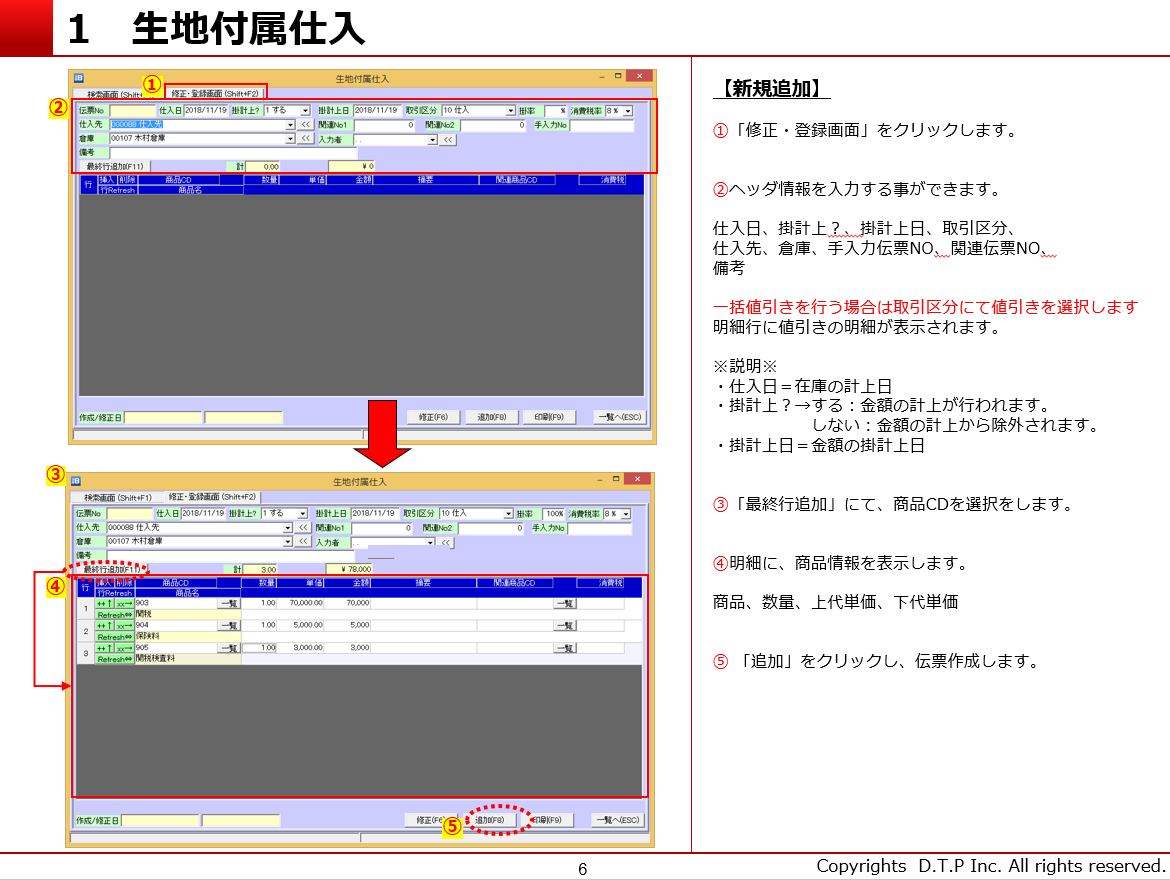 1　生地付属仕入
生地付属仕入
検索画面 (Shift+
①
修正・登録画面 (Shift+F2)
②
伝票No 仕入日 2018/11/19 掛計上? 1 する 掛計上日 2018/11/19 取引区分 10 仕入 掛率 % 消費税率 8 %
仕入先 000088 仕入先 << 関連No1 0 関連No2 0 手入力No
倉庫 00107 木村倉庫 << 入力者 . . <<
備考
最終行追加(F11) 計 0.00 ¥ 0
行 挿入 削除 商品CD 数量 単価 金額 摘要 関連商品CD 消費税
行Refresh 商品名
作成/修正日 修正(F6) 追加(F8) 印刷(F9) 一覧へ(ESC)
③
生地付属仕入
検索画面 (Shift+F1) 修正・登録画面 (Shift+F2)
伝票No 仕入日 2018/11/19 掛計上? 1 する 掛計上日 2018/11/19 取引区分 10 仕入 掛率 100% 消費税率 8 %
仕入先 000088 仕入先 << 関連No1 0 関連No2 0 手入力No
倉庫 00107 木村倉庫 << 入力者 . . <<
備考
最終行追加(F11) 計 3.00 ¥ 78,000
④
行 挿入 削除 商品CD 数量 単価 金額 摘要 関連商品CD 消費税
行Refresh 商品名
1 ++↑ xx→ 903 一覧 1.00 70,000.00 70,000 一覧
Refresh⇔ 関税
2 ++↑ xx→ 904 一覧 1.00 5,000.00 5,000 一覧
Refresh⇔ 保険料
3 ++↑ xx→ 905 一覧 1.00 3,000.00 3,000 一覧
Refresh⇔ 関税検査料
作成/修正日 修正(F6) ⑤ 追加(F8) 印刷(F9) 一覧へ(ESC)
【新規追加】
①「修正・登録画面」をクリックします。
②ヘッダ情報を入力する事ができます。
仕入日、掛計上？、掛計上日、取引区分、
仕入先、倉庫、手入力伝票NO、関連伝票NO、
備考
一括値引きを行う場合は取引区分にて値引きを選択します
明細行に値引きの明細が表示されます。
※説明※
・仕入日＝在庫の計上日
・掛計上？→する：金額の計上が行われます。
しない：金額の計上から除外されます。
・掛計上日＝金額の掛計上日
③「最終行追加」にて、商品CDを選択をします。
④明細に、商品情報を表示します。
商品、数量、上代単価、下代単価
⑤ 「追加」をクリックし、伝票作成します。
6
Copyrights D.T.P Inc. All rights reserved.